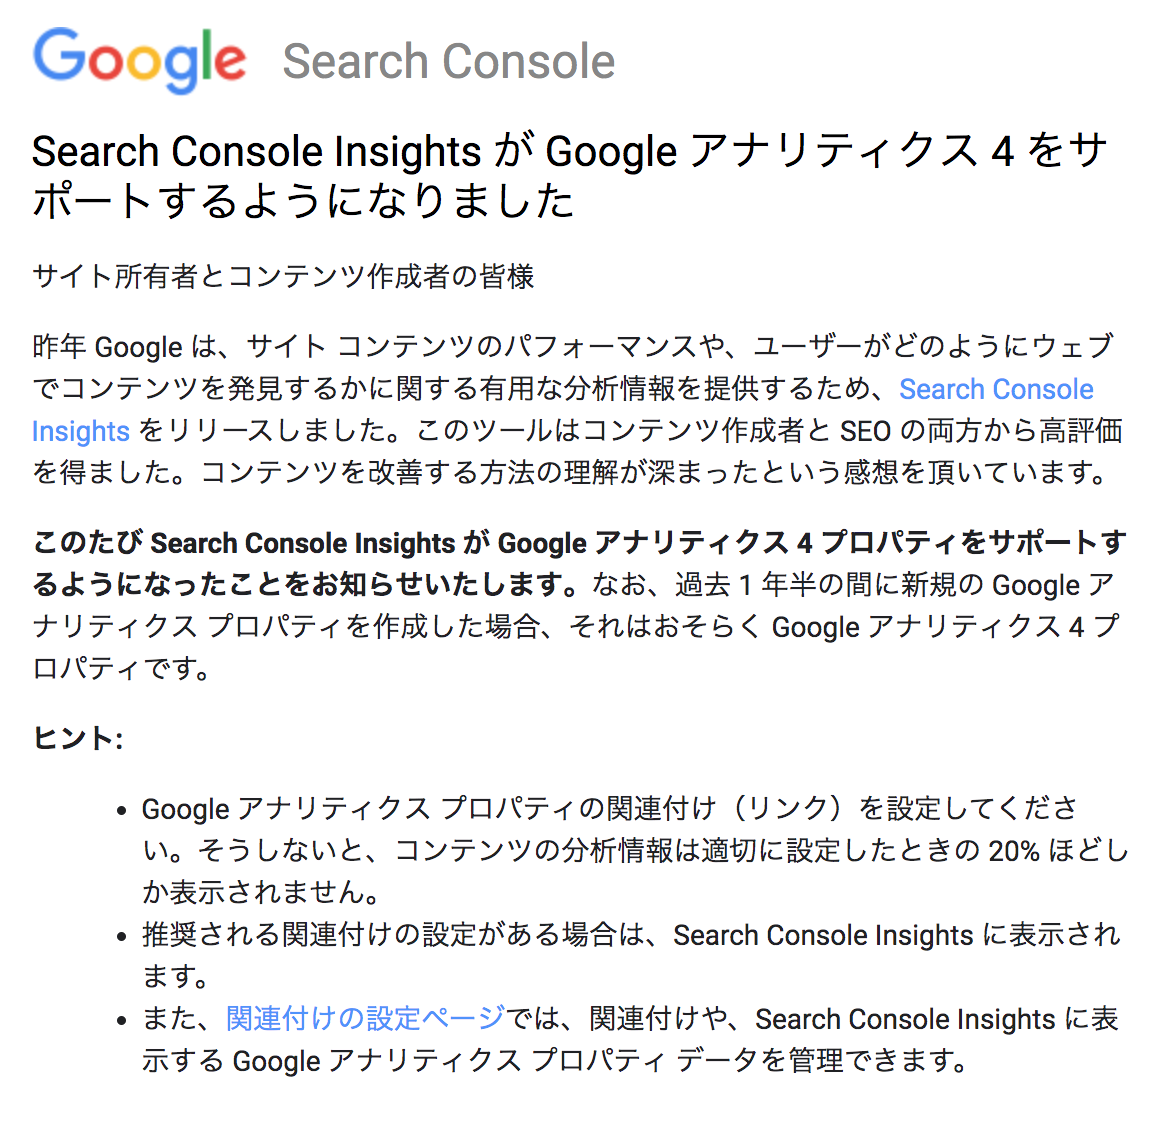 Google Search Console
Search Console Insights が Google アナリティクス 4 をサ
ポートするようになりました
サイト所有者とコンテンツ作成者の皆様
昨年 Google は、サイト コンテンツのパフォーマンスや、ユーザーがどのようにウェブ
でコンテンツを発見するかに関する有用な分析情報を提供するため、Search Console
Insights をリリースしました。このツールはコンテンツ作成者と SEO の両方から高評価
を得ました。コンテンツを改善する方法の理解が深まったという感想を頂いています。
このたび Search Console Insights が Google アナリティクス 4 プロパティをサポートす
るようになったことをお知らせいたします。なお、過去 1 年半の間に新規の Google ア
ナリティクス プロパティを作成した場合、それはおそらく Google アナリティクス 4 プ
ロパティです。
ヒント:
• Google アナリティクス プロパティの関連付け（リンク）を設定してくださ
い。そうしないと、コンテンツの分析情報は適切に設定したときの 20% ほどし
か表示されません。
• 推奨される関連付けの設定がある場合は、Search Console Insights に表示され
ます。
• また、関連付けの設定ページでは、関連付けや、Search Console Insights に表
示する Google アナリティクス プロパティ データを管理できます。